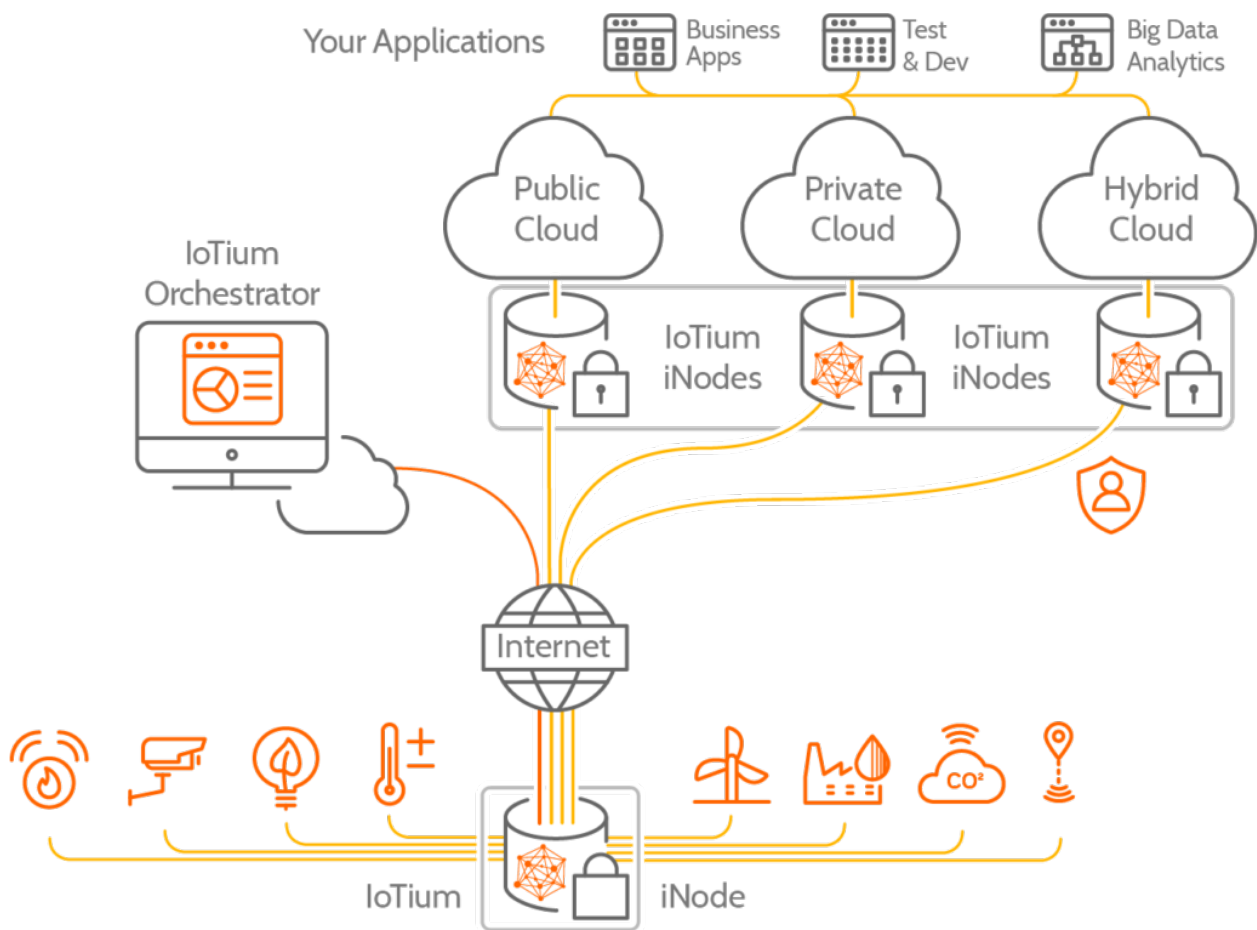 Your Applications
Business
Apps
Test
& Dev
Big Data
Analytics
Public
Cloud
Private
Cloud
Hybrid
Cloud
IoTium
Orchestrator
IoTium
iNodes
IoTium
iNodes
Internet
CO²
IoTium
iNode